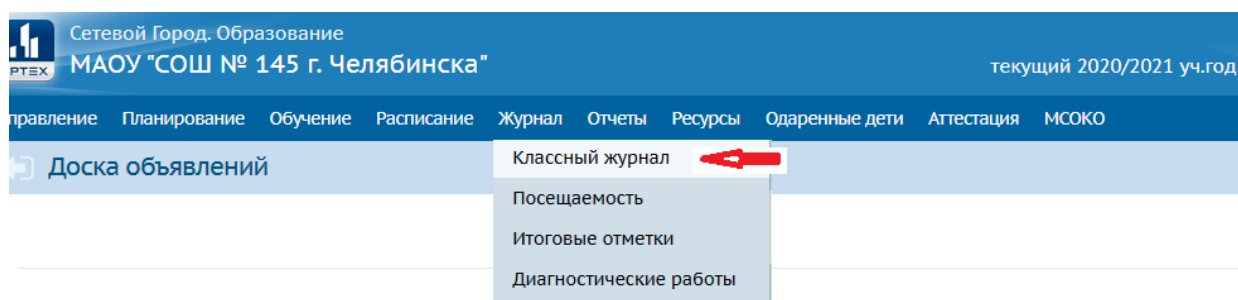 Сетевой Город. Образование
РТЕХ МАОУ "СОШ № 145 г. Челябинска"
текущий 2020/2021 уч.год
правление Планирование Обучение Расписание Журнал Отчеты Ресурсы Одаренные дети Аттестация МСОКО
Доска объявлений
Классный журнал
Посещаемость
Итоговые отметки
Диагностические работы